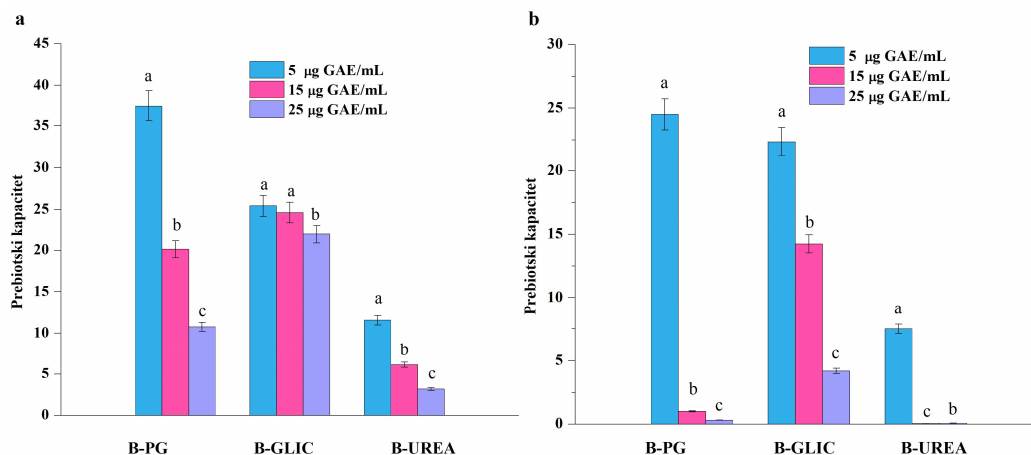 a
Prebiotski kapacitet
45
40
35
30
25
20
15
10
5
0
5 μg GAE/mL
15 μg GAE/mL
25 μg GAE/mL
a
b
c
a
a
b
a
b
c
B-PG
B-GLIC
B-UREA
b
Prebiotski kapacitet
30
25
20
15
10
5
0
5 μg GAE/mL
15 μg GAE/mL
25 μg GAE/mL
a
b
c
a
b
c
a
c
b
B-PG
B-GLIC
B-UREA